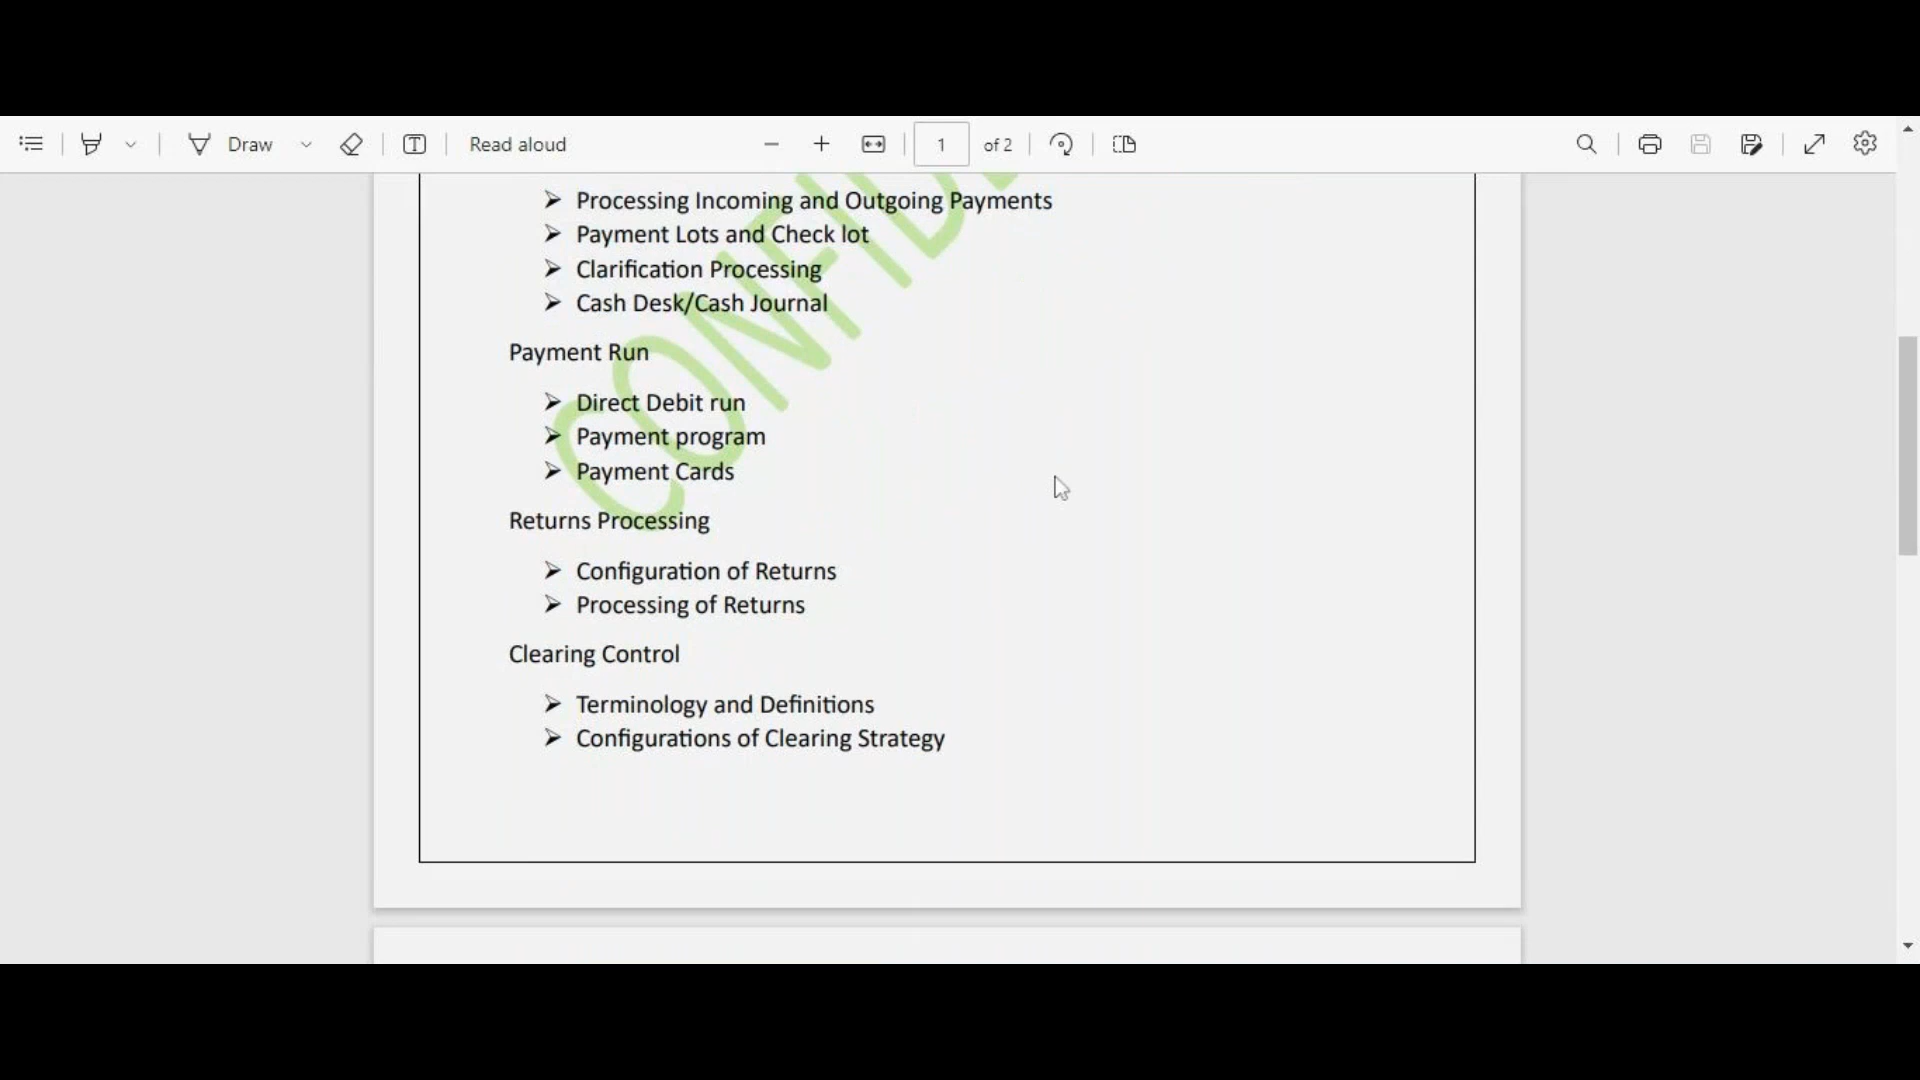 Draw
Read aloud
1 of 2
Processing Incoming and Outgoing Payments
Payment Lots and Check lot
Clarification Processing
Cash Desk/Cash Journal
Payment Run
Direct Debit run
Payment program
Payment Cards
Returns Processing
Configuration of Returns
Processing of Returns
Clearing Control
Terminology and Definitions
Configurations of Clearing Strategy